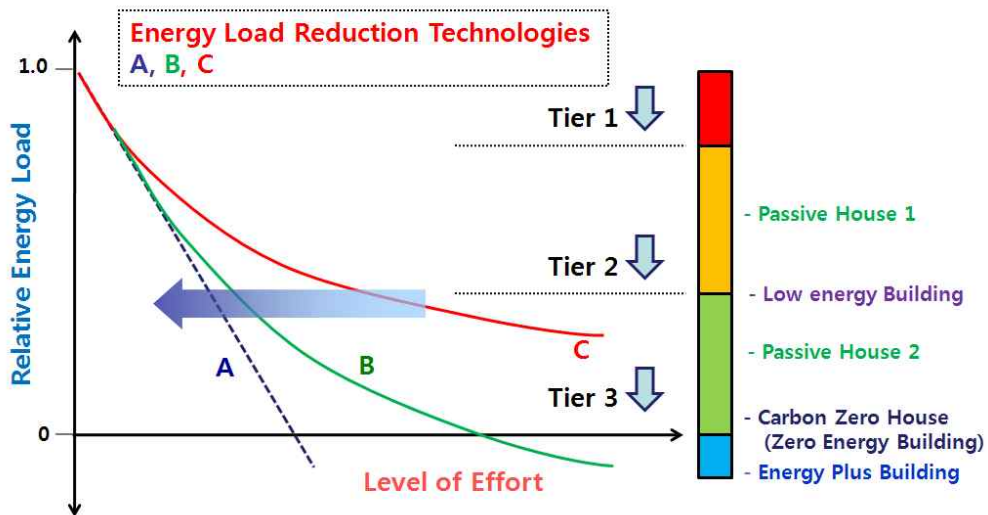 Energy Load Reduction Technologies
A, B, C
1.0
Relative Energy Load
0
A
B
C
Level of Effort
Tier 1
Tier 2
Tier 3
- Passive House 1
- Low energy Building
- Passive House 2
- Carbon Zero House
(Zero Energy Building)
- Energy Plus Building